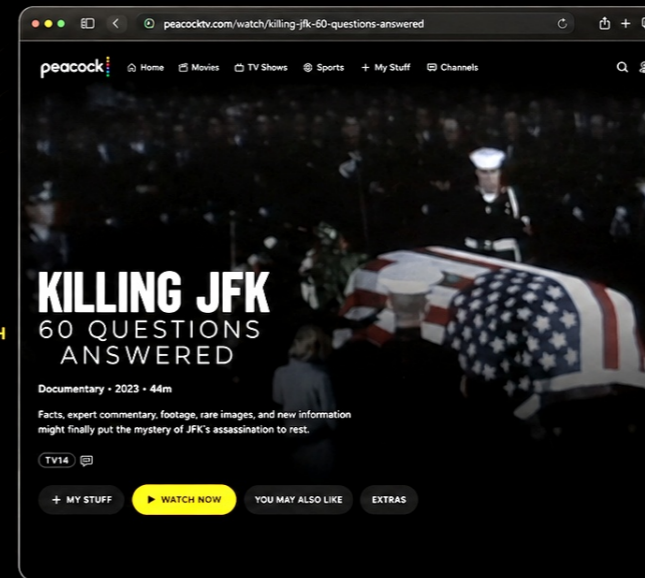 peacocktv.com/watch/killing-jfk-60-questions-answered
peacock
Home Movies TV Shows Sports My Stuff Channels
KILLING JFK
60 QUESTIONS
ANSWERED
Documentary • 2023 • 44m
Facts, expert commentary, footage, rare images, and new information
might finally put the mystery of JFK's assassination to rest.
TV14
+ MY STUFF WATCH NOW YOU MAY ALSO LIKE EXTRAS